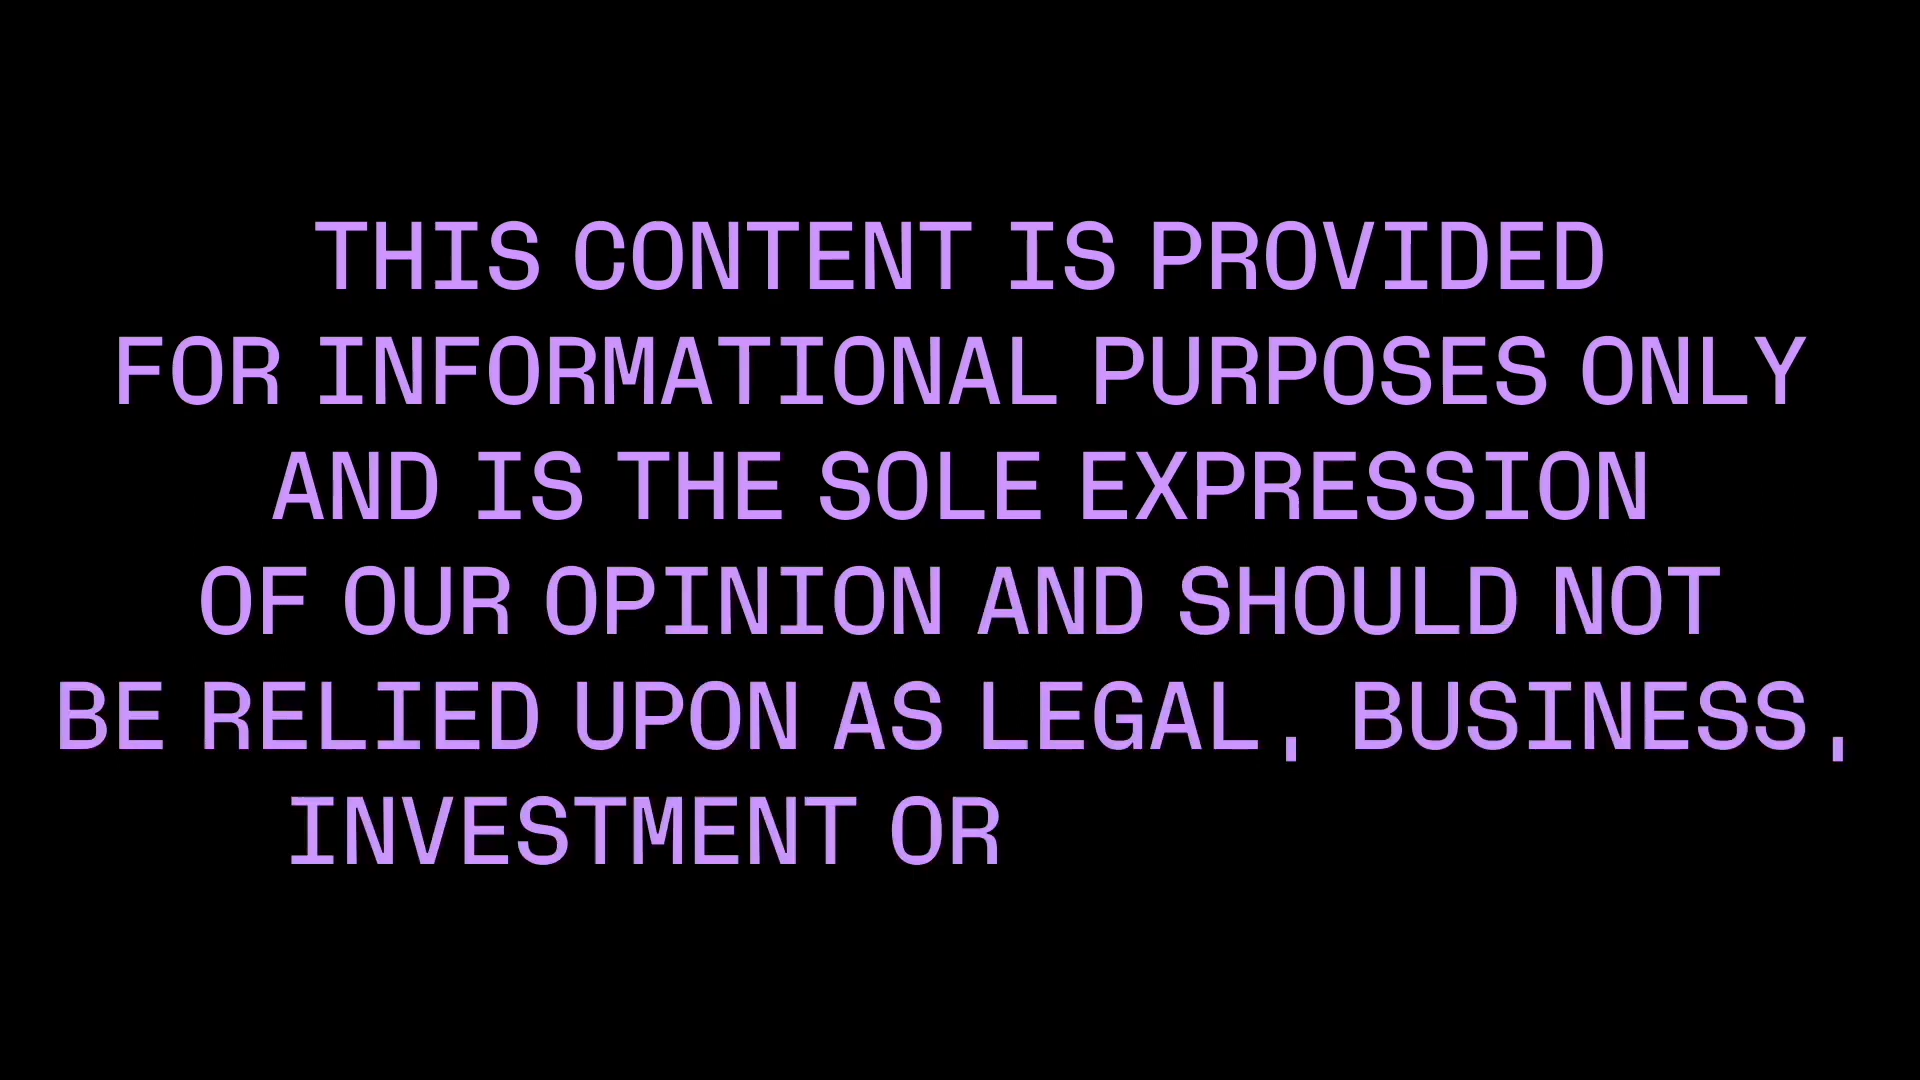 THIS CONTENT IS PROVIDED
FOR INFORMATIONAL PURPOSES ONLY
AND IS THE SOLE EXPRESSION
OF OUR OPINION AND SHOULD NOT
BE RELIED UPON AS LEGAL, BUSINESS,
INVESTMENT OR